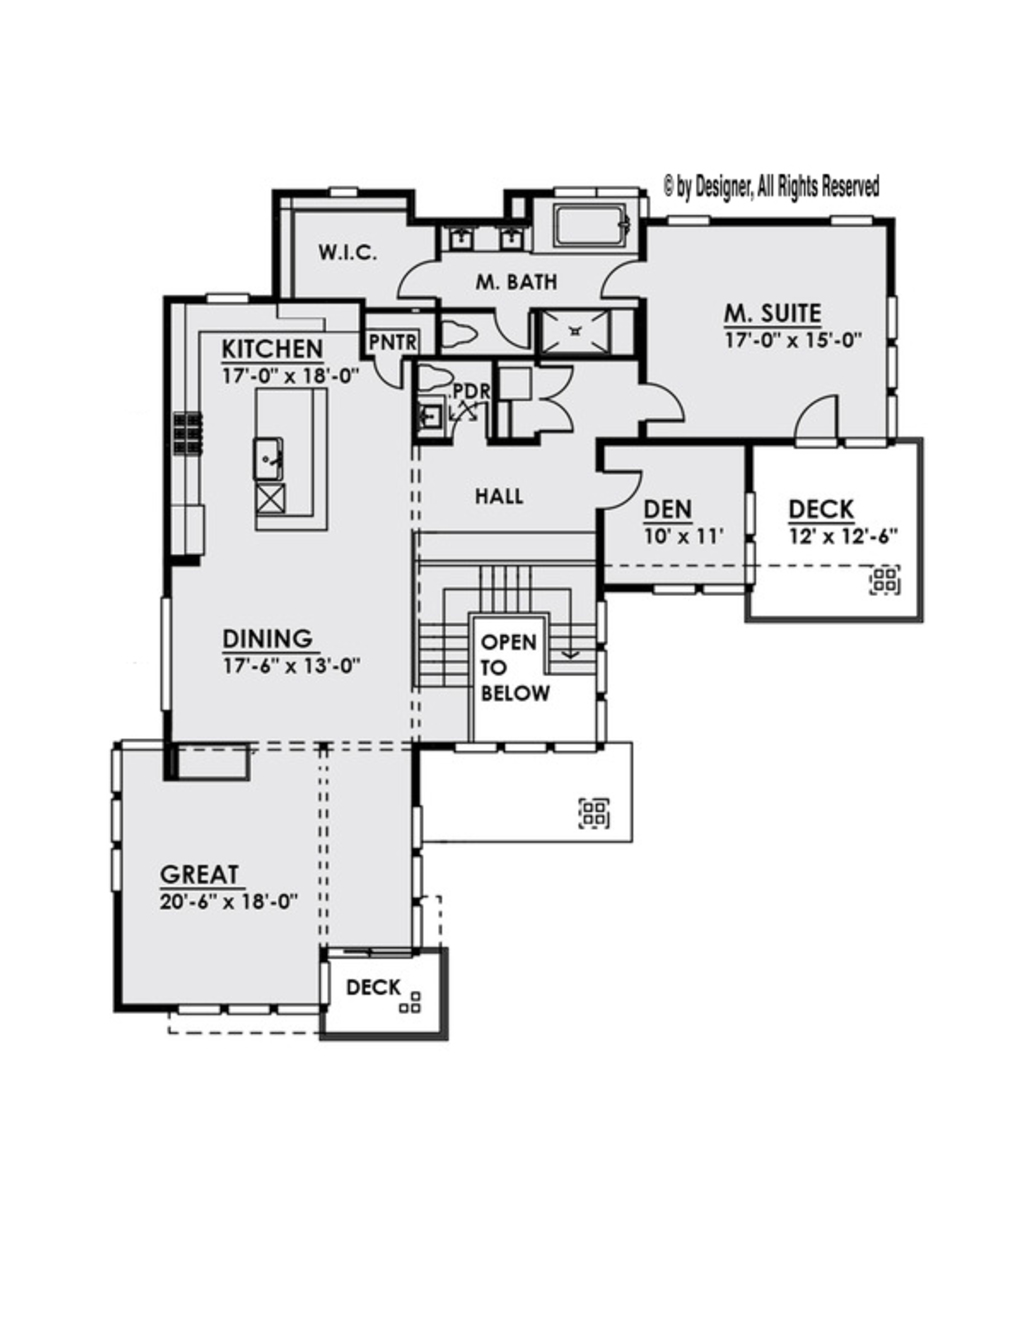 © by Designer, All Rights Reserved
W.I.C.
M. BATH
M. SUITE
17'-0" x 15'-0"
PNTR
KITCHEN
17'-0" x 18'-0"
PDR
HALL
DEN
10' x 11'
DECK
12' x 12'-6"
DINING
17'-6" x 13'-0"
OPEN
TO
BELOW
GREAT
20'-6" x 18'-0"
DECK